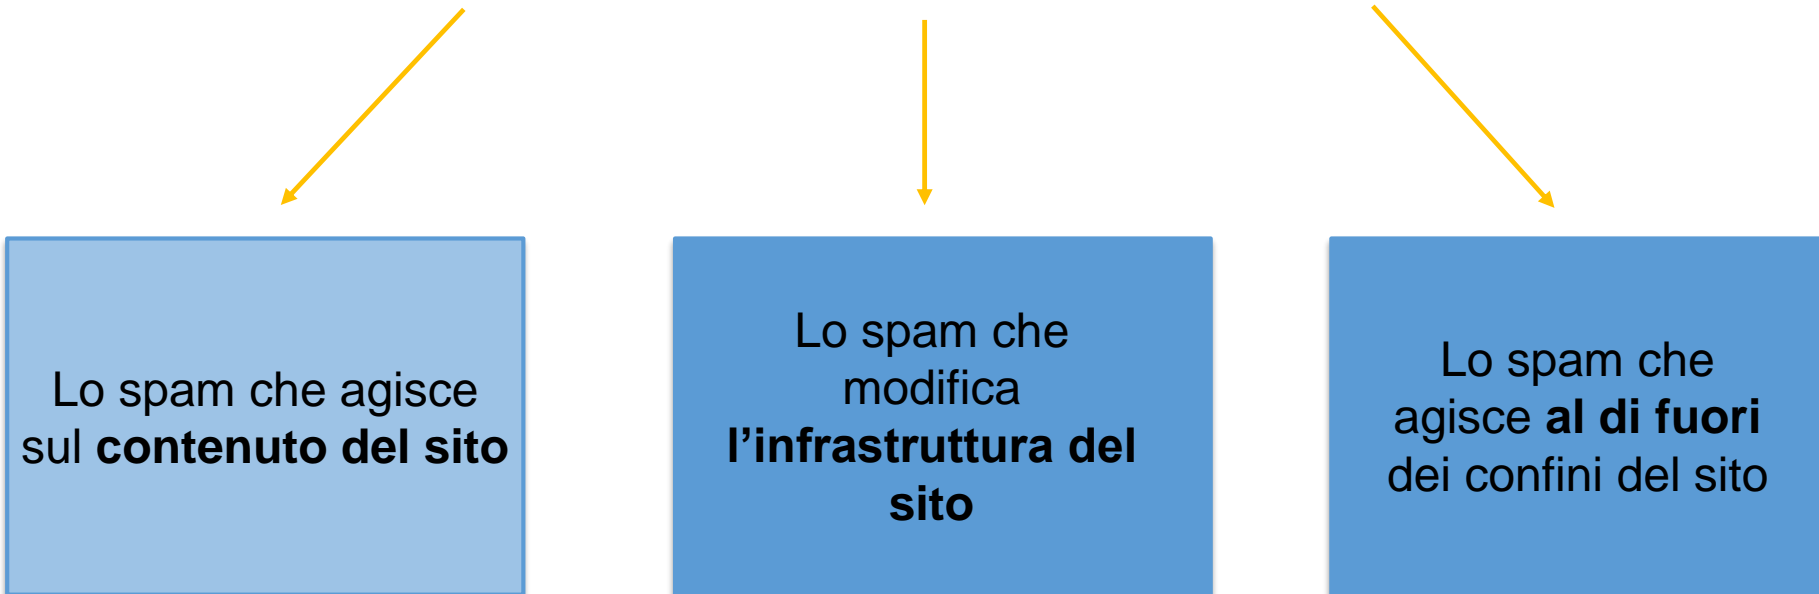 Lo spam che agisce
sul contenuto del sito
Lo spam che
modifica
l’infrastruttura del
sito
Lo spam che
agisce al di fuori
dei confini del sito